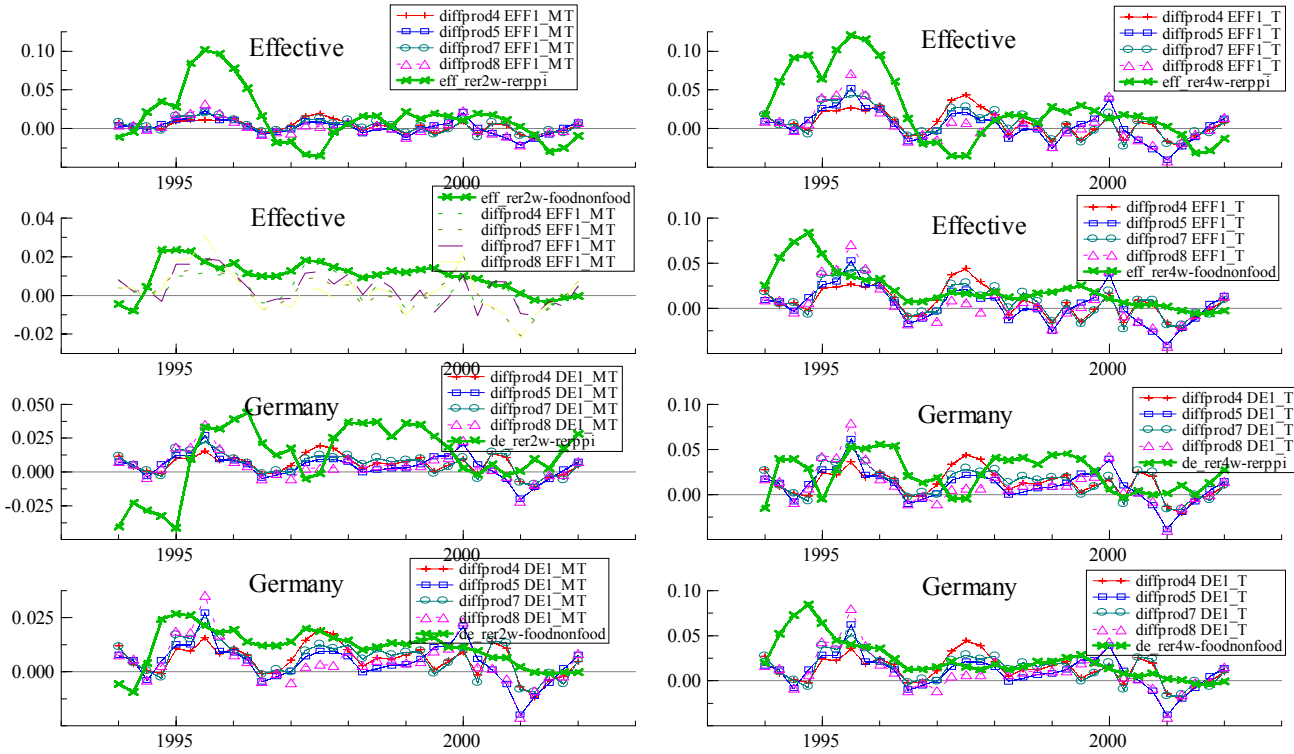 diffprod4 EFF1_MT
diffprod5 EFF1_MT
diffprod7 EFF1_MT
diffprod8 EFF1_MT
eff_rer2w-rerppi
Effective
0.10
0.05
0.00
1995
2000
diffprod4 EFF1_T
diffprod5 EFF1_T
diffprod7 EFF1_T
diffprod8 EFF1_T
eff_rer4w-rerppi
Effective
0.10
0.05
0.00
1995
2000
eff_rer2w-foodnonfood
diffprod4 EFF1_MT
diffprod5 EFF1_MT
diffprod7 EFF1_MT
diffprod8 EFF1_MT
Effective
0.04
0.02
0.00
-0.02
1995
2000
diffprod4 EFF1_T
diffprod5 EFF1_T
diffprod7 EFF1_T
diffprod8 EFF1_T
eff_rer4w-foodnonfood
Effective
0.10
0.05
0.00
1995
2000
diffprod4 DE1_MT
diffprod5 DE1_MT
diffprod7 DE1_MT
diffprod8 DE1_MT
de_rer2w-rerppi
Germany
0.050
0.025
0.000
-0.025
1995
2000
diffprod4 DE1_T
diffprod5 DE1_T
diffprod7 DE1_T
diffprod8 DE1_T
de_rer4w-rerppi
Germany
0.10
0.05
0.00
1995
2000
diffprod4 DE1_MT
diffprod5 DE1_MT
diffprod7 DE1_MT
diffprod8 DE1_MT
de_rer2w-foodnonfood
Germany
0.025
0.000
1995
2000
diffprod4 DE1_T
diffprod5 DE1_T
diffprod7 DE1_T
diffprod8 DE1_T
de_rer4w-foodnonfood
Germany
0.10
0.05
0.00
1995
2000